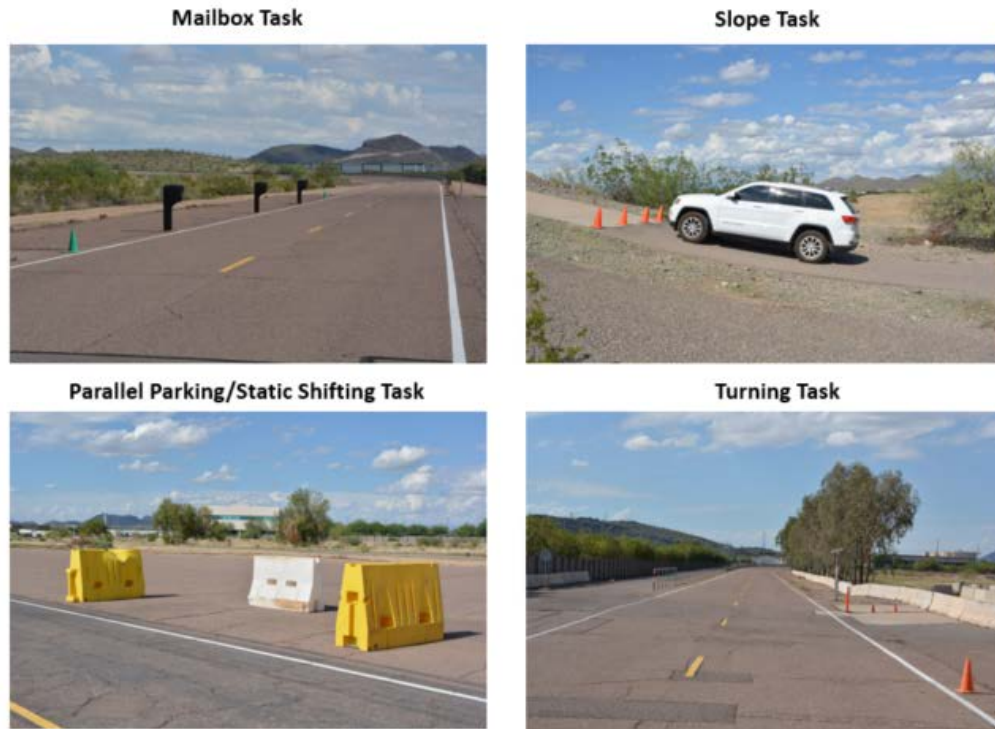 Mailbox Task
Slope Task
Parallel Parking/Static Shifting Task
Turning Task